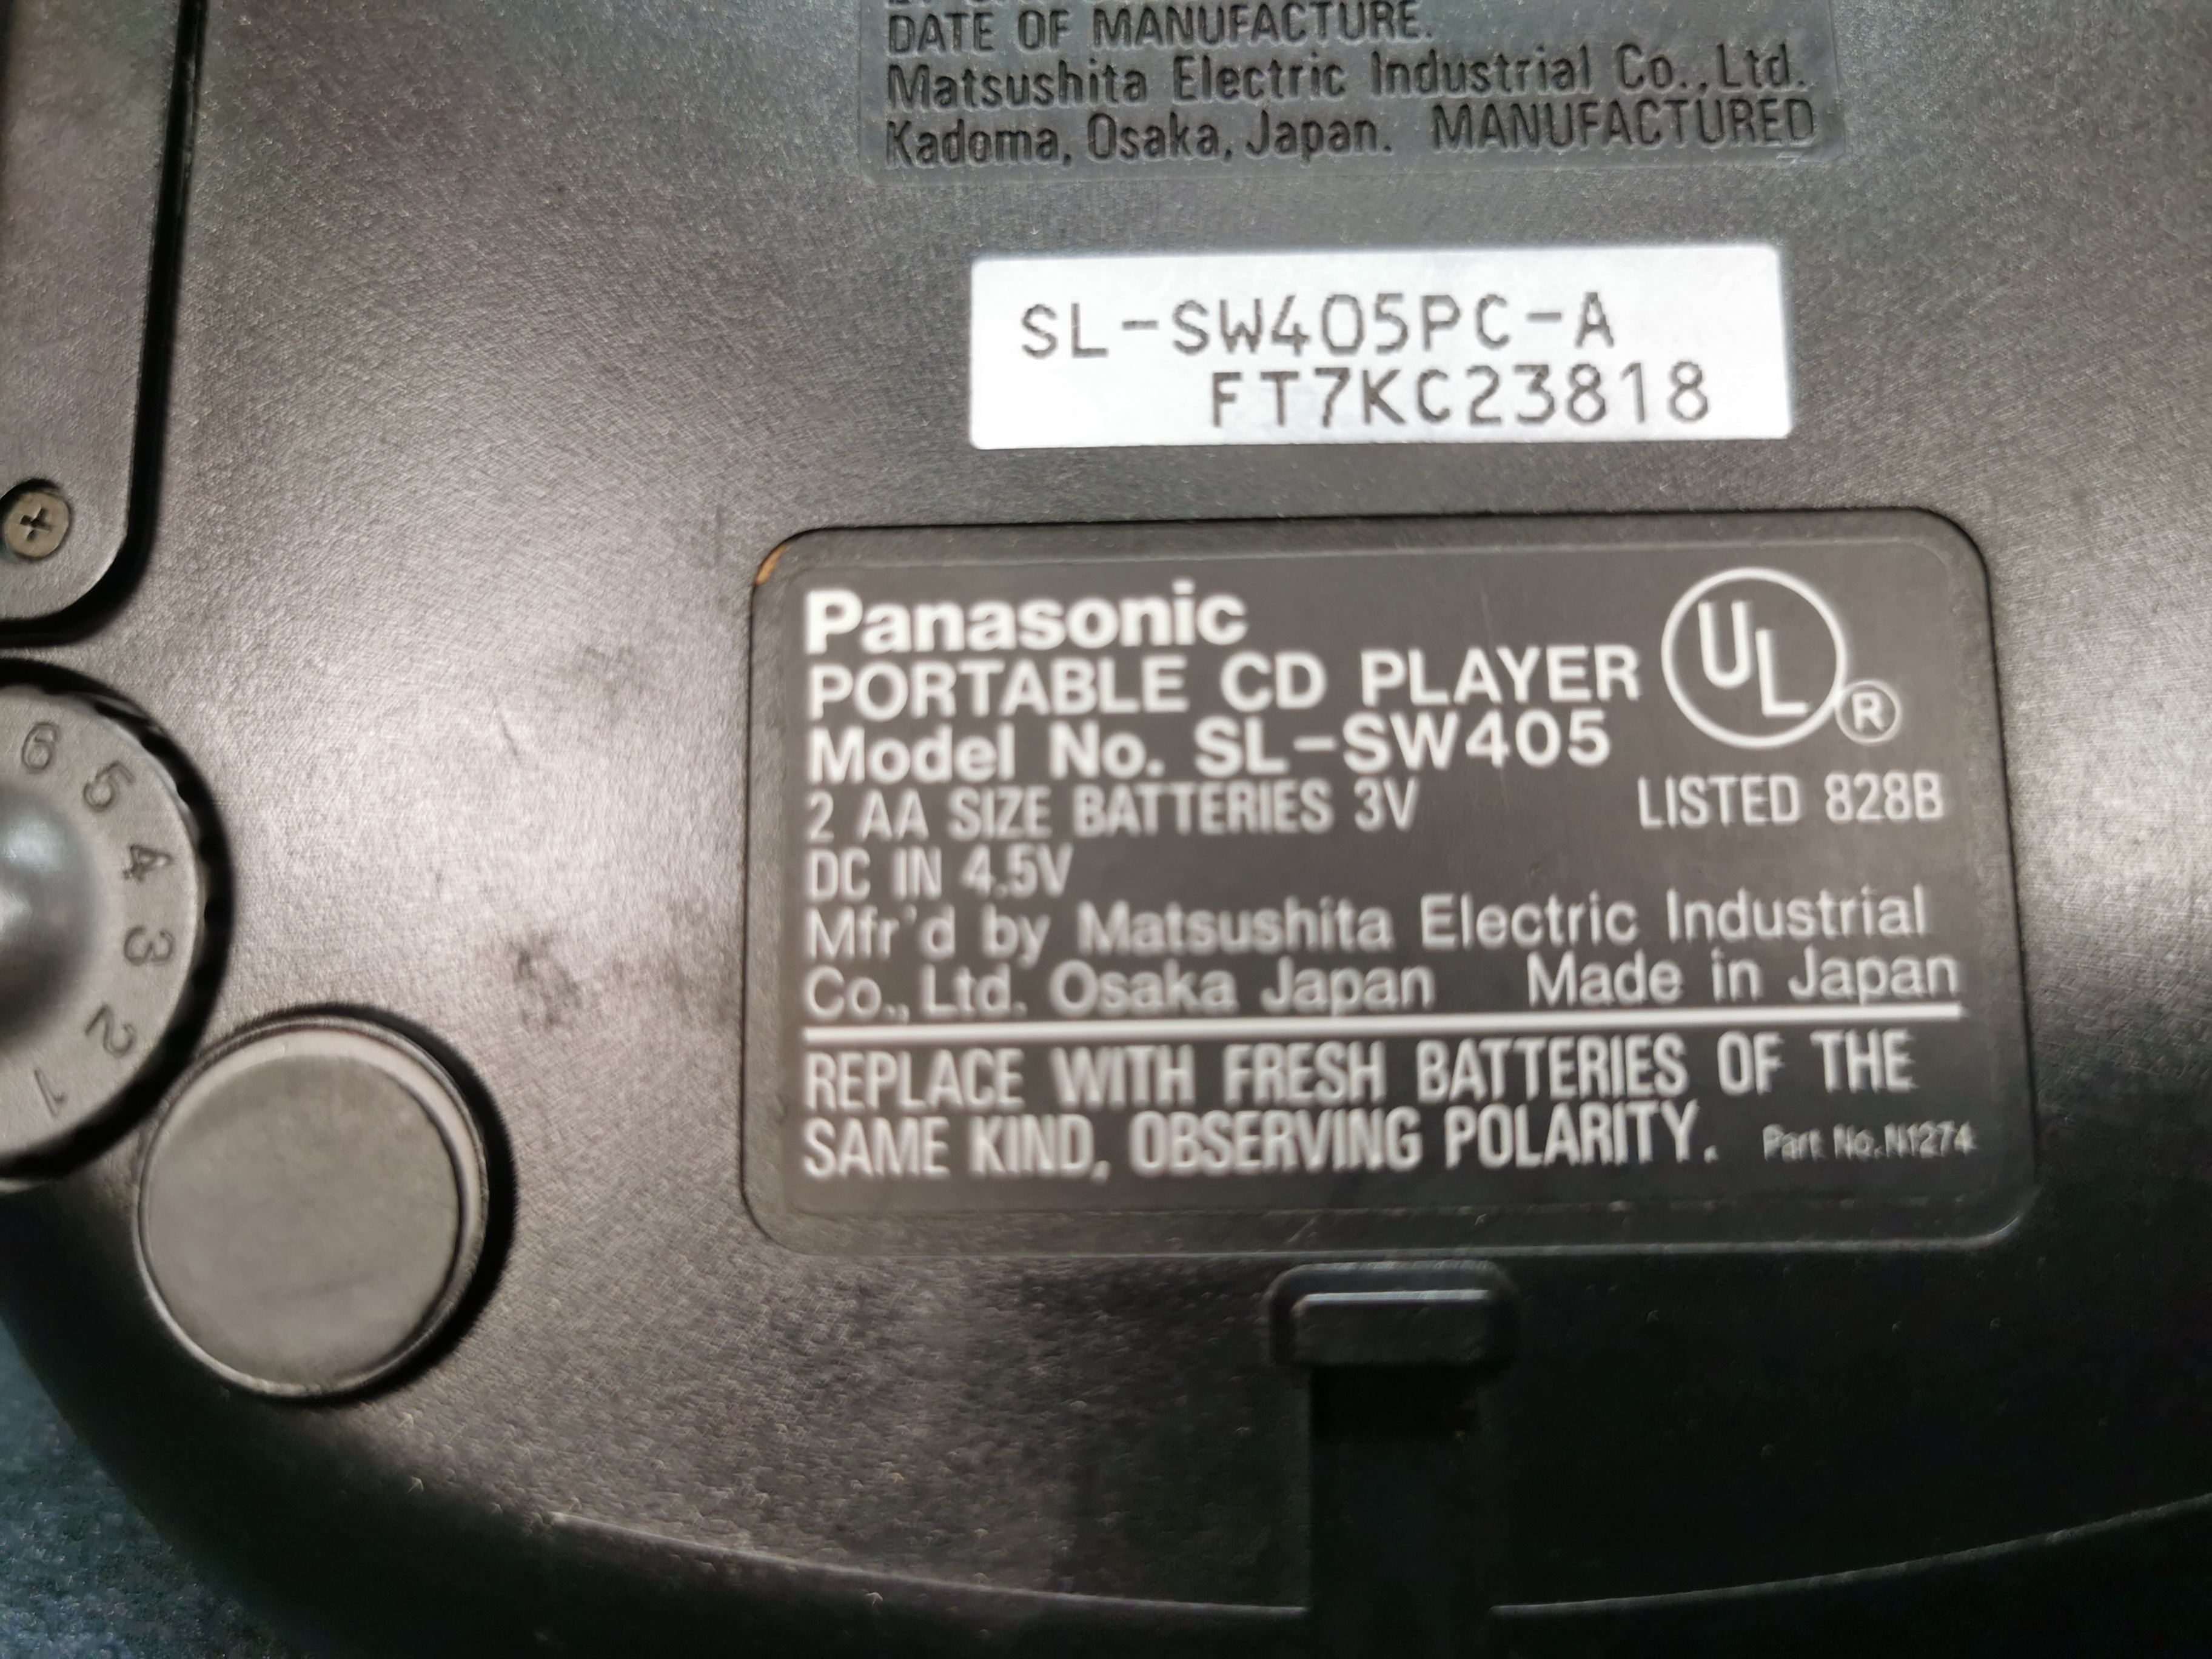 DATE OF MANUFACTURE.
Matsushita Electric Industrial Co.,Ltd.
Kadoma, Osaka, Japan. MANUFACTURED
SL-SW405PC-A
FT7KC23818
Panasonic
PORTABLE CD PLAYER
UL
®
Model No. SL-SW405
2 AA SIZE BATTERIES 3V
LISTED 828B
DC IN 4.5V
Mfr'd by Matsushita Electric Industrial
Co., Ltd. Osaka Japan Made in Japan
REPLACE WITH FRESH BATTERIES OF THE
SAME KIND, OBSERVING POLARITY. Part No.N1274
6
5
4
3
2
1